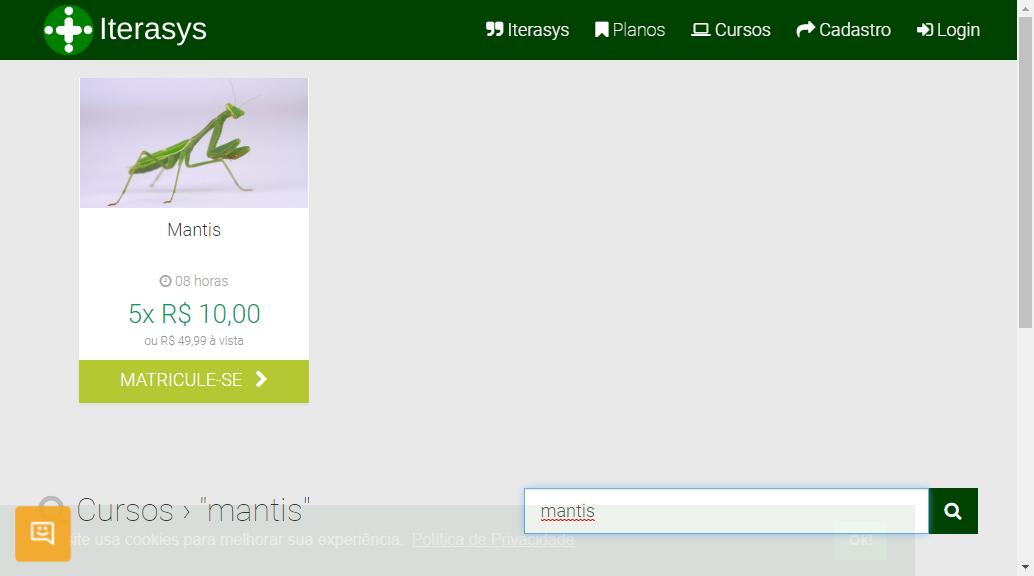 Iterasys
Iterasys Planos Cursos Cadastro Login
Mantis
08 horas
5x R$ 10,00
ou R$ 49,99 à vista
MATRICULE-SE
Cursos › "mantis"
mantis
site usa cookies para melhorar sua experiência. Política de Privacidade
Ok!